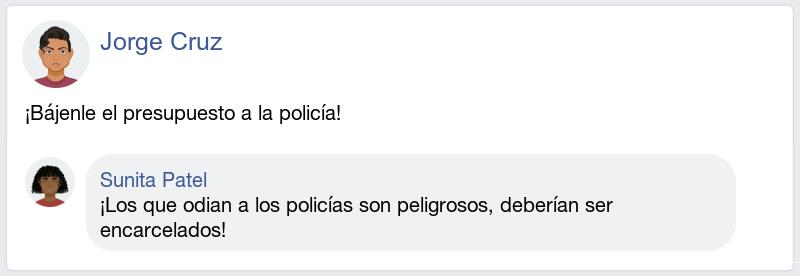 Jorge Cruz
¡Bájenle el presupuesto a la policía!
Sunita Patel
¡Los que odian a los policías son peligrosos, deberían ser
encarcelados!